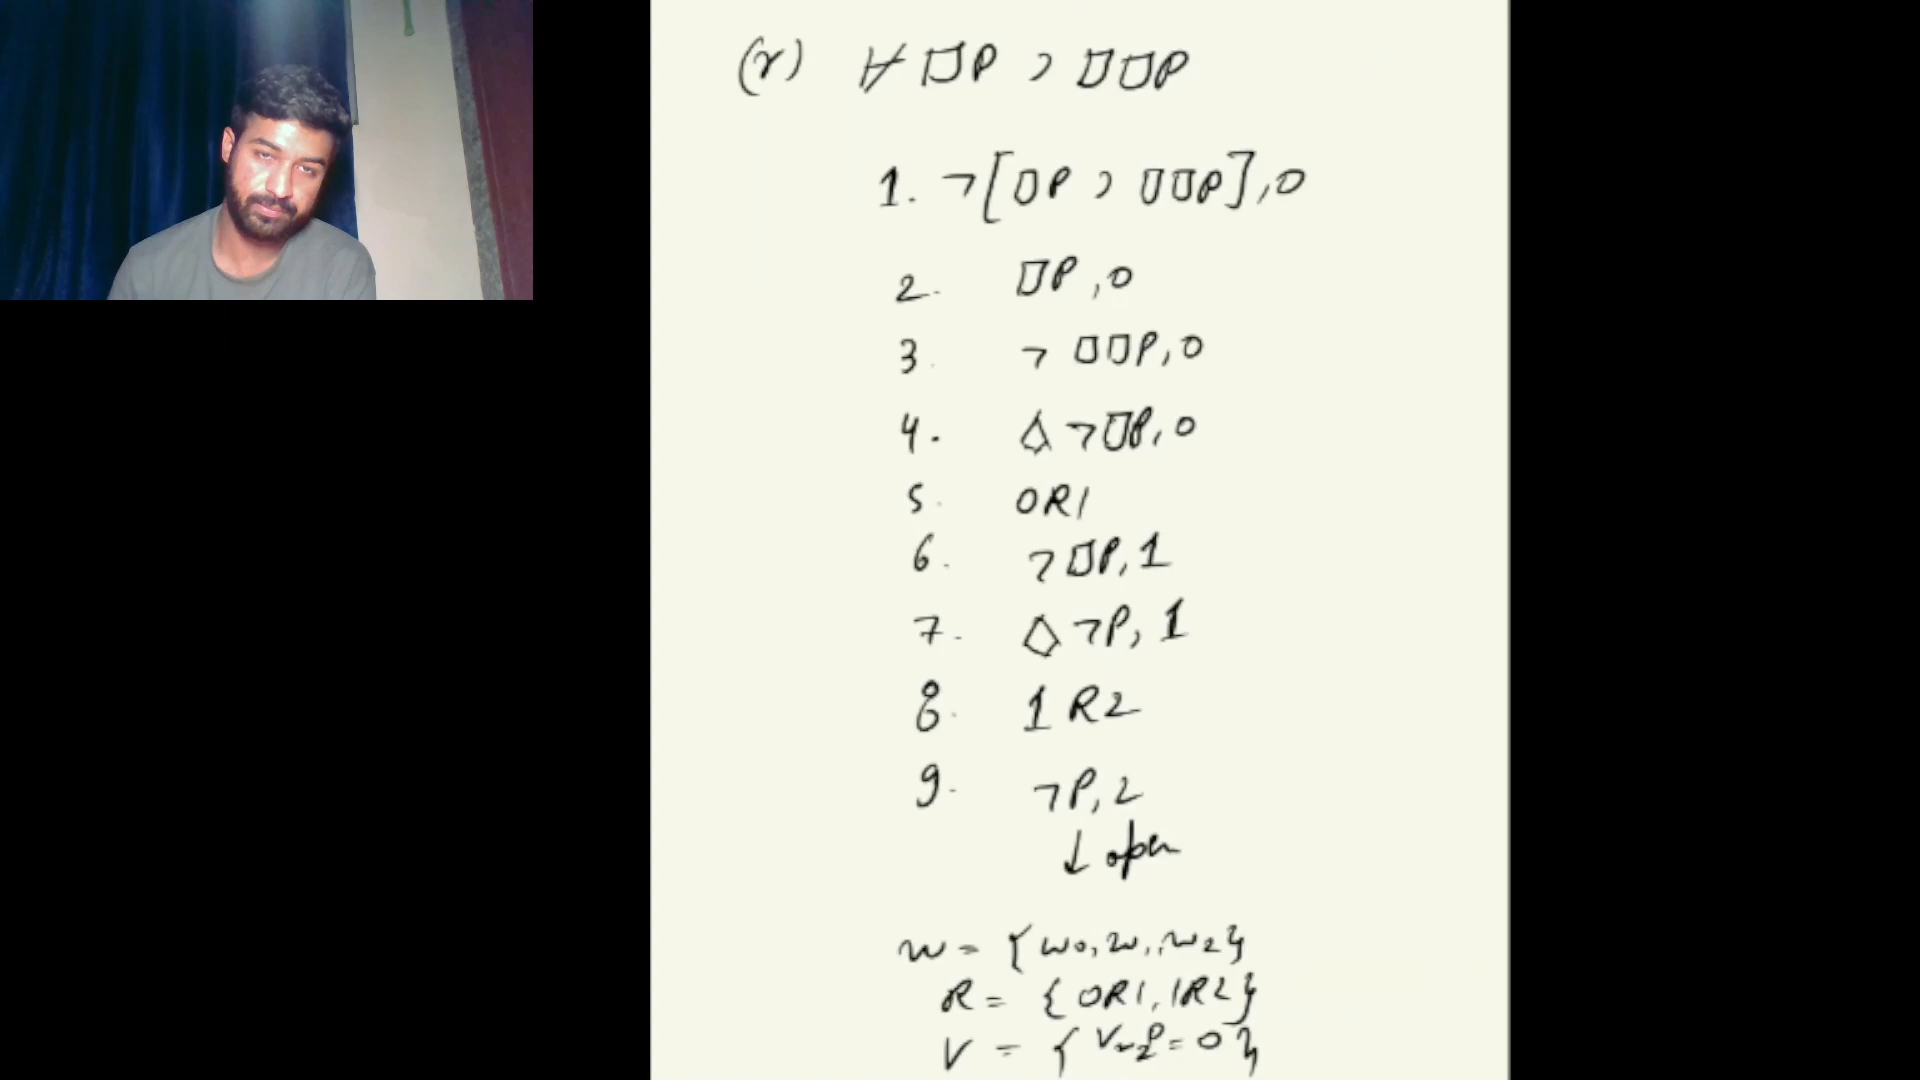 (r) ⊬ □P ⊃ □□P
1. ¬[□P ⊃ □□P], 0
2. □P, 0
3. ¬□□P, 0
4. ◇¬□P, 0
5. 0R1
6. ¬□P, 1
7. ◇¬P, 1
8. 1R2
9. ¬P, 2
↓ open
W = {w0, w1, w2}
R = {0R1, 1R2}
V = {Vw2P = 0}